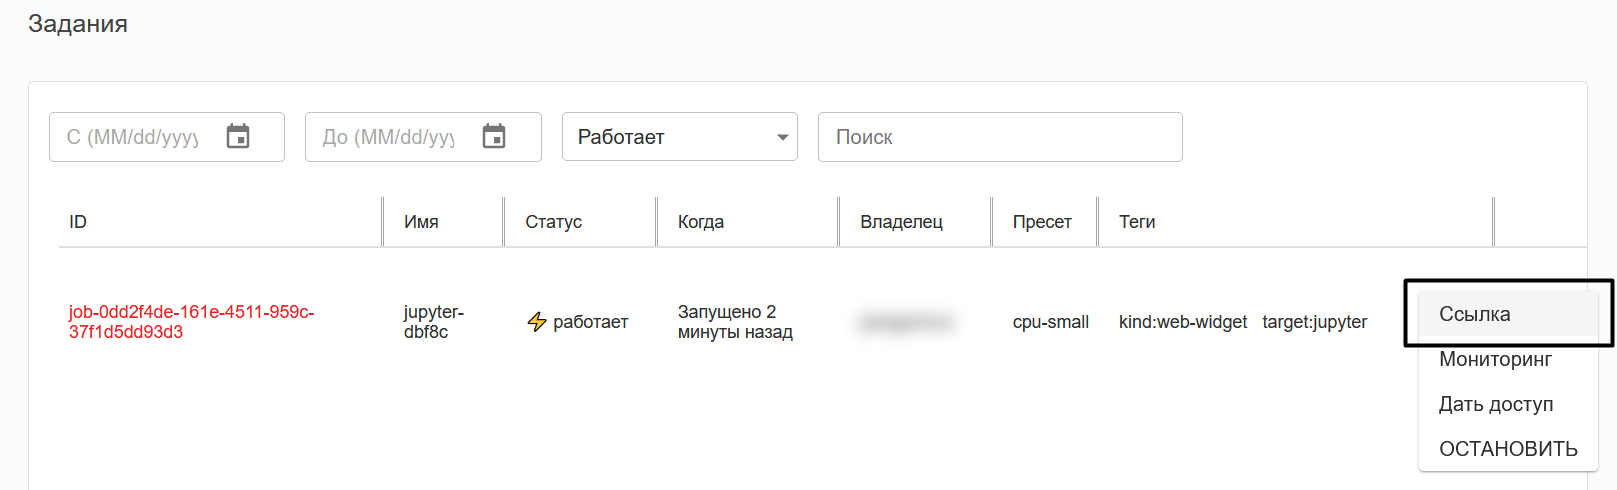 Задания
С (MM/dd/yyyy
До (MM/dd/yyy
Работает
Поиск
ID
Имя
Статус
Когда
Владелец
Пресет
Теги
job-0dd2f4de-161e-4511-959c-
37f1d5dd93d3
jupyter-
dbf8c
работает
Запущено 2
минуты назад
cpu-small
kind:web-widget
target:jupyter
Ссылка
Мониторинг
Дать доступ
ОСТАНОВИТЬ